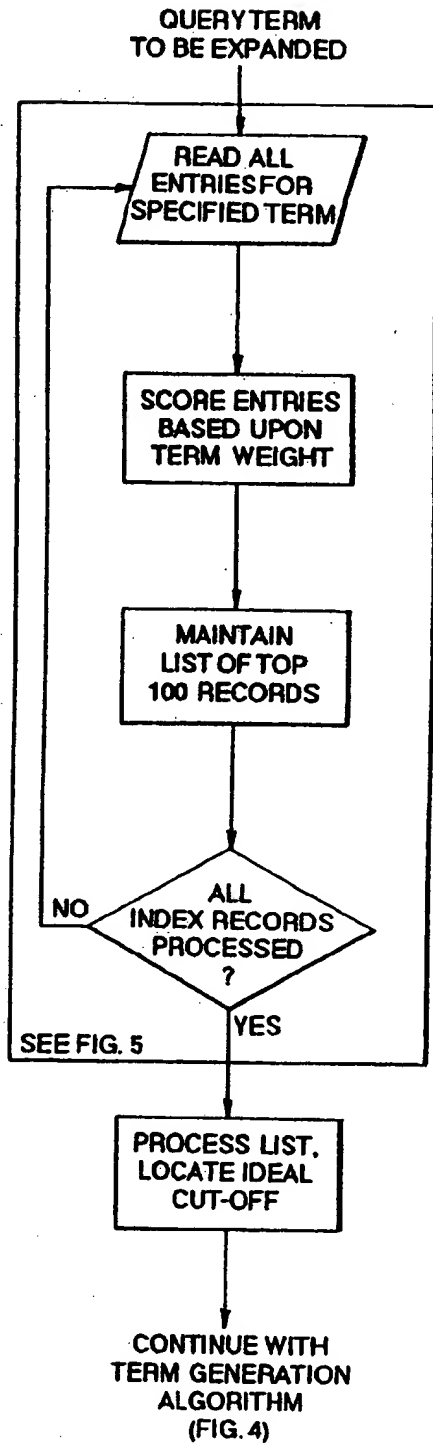 QUERY TERM
TO BE EXPANDED
READ ALL
ENTRIES FOR
SPECIFIED TERM
SCORE ENTRIES
BASED UPON
TERM WEIGHT
MAINTAIN
LIST OF TOP
100 RECORDS
ALL
INDEX RECORDS
PROCESSED
?
NO
YES
SEE FIG. 5
PROCESS LIST,
LOCATE IDEAL
CUT-OFF
CONTINUE WITH
TERM GENERATION
ALGORITHM
(FIG. 4)